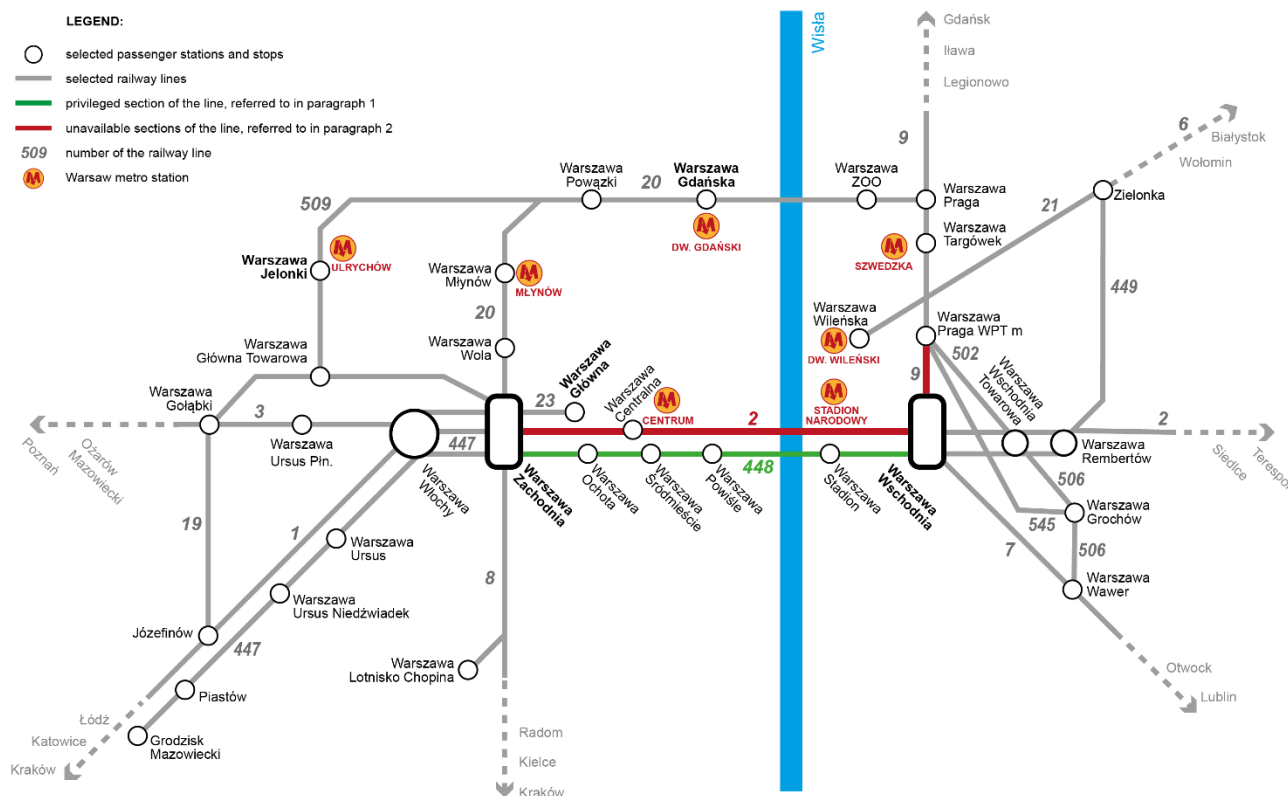 LEGEND:
selected passenger stations and stops
selected railway lines
privileged section of the line, referred to in paragraph 1
unavailable sections of the line, referred to in paragraph 2
509 number of the railway line
Warsaw metro station
Wisła
Gdańsk
Iława
Legionowo
9
6
Białystok
Wołomin
Warszawa
Powązki
20
Warszawa
Gdańska
DW. GDAŃSKI
Warszawa
ZOO
Warszawa
Praga
Warszawa
Targówek
SZWEDZKA
21
Zielonka
449
509
Warszawa
Jelonki
ULRYCHÓW
Warszawa
Młynów
MŁYNÓW
20
Warszawa
Wola
Warszawa
Główna Towarowa
Warszawa
Wileńska
DW. WILEŃSKI
Warszawa
Praga WPT m
502
9
Warszawa
Wschodnia
Towarowa
Warszawa
Gołąbki
3
Warszawa
Ursus Płn.
Poznań
Ożarów
Mazowiecki
447
Warszawa
Włochy
23
Warszawa
Główna
Warszawa
Centralna
CENTRUM
2
STADION
NARODOWY
Warszawa
Zachodnia
Warszawa
Ochota
Warszawa
Śródmieście
Warszawa
Powiśle
448
Warszawa
Stadion
Warszawa
Wschodnia
Warszawa
Rembertów
2
Siedlce
Terespol
506
Warszawa
Grochów
545
506
7
Warszawa
Wawer
Otwock
Lublin
19
1
Warszawa
Ursus
Warszawa
Ursus Niedźwiadek
Józefinów
447
Piastów
Grodzisk
Mazowiecki
Łódź
Katowice
Kraków
8
Warszawa
Lotnisko Chopina
Radom
Kielce
Kraków